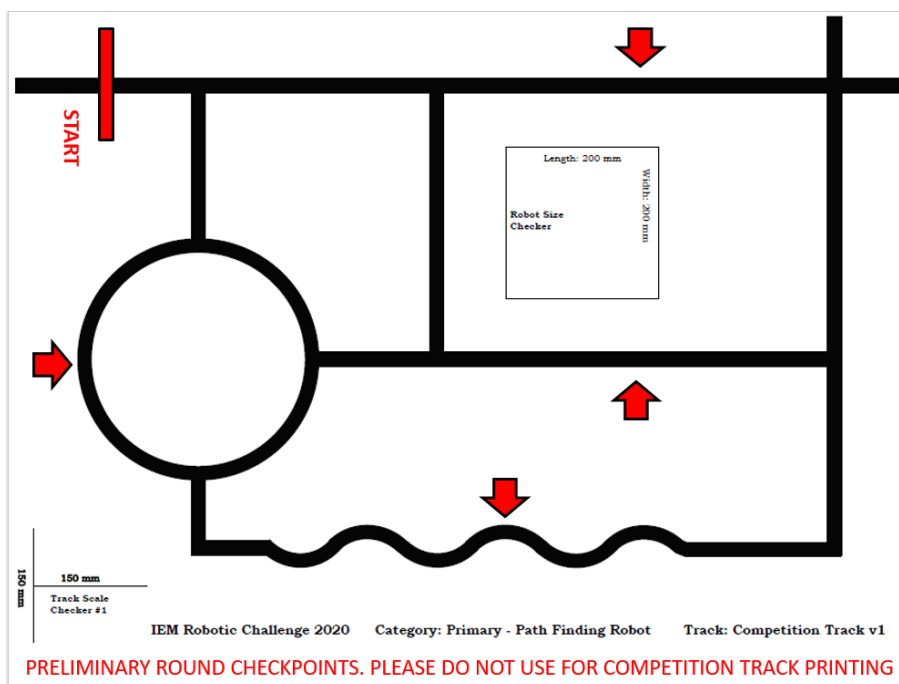 START
Length: 200 mm
Width: 200 mm
Robot Size
Checker
150 mm
150 mm
Track Scale
Checker #1
IEM Robotic Challenge 2020 Category: Primary - Path Finding Robot Track: Competition Track v1
PRELIMINARY ROUND CHECKPOINTS. PLEASE DO NOT USE FOR COMPETITION TRACK PRINTING